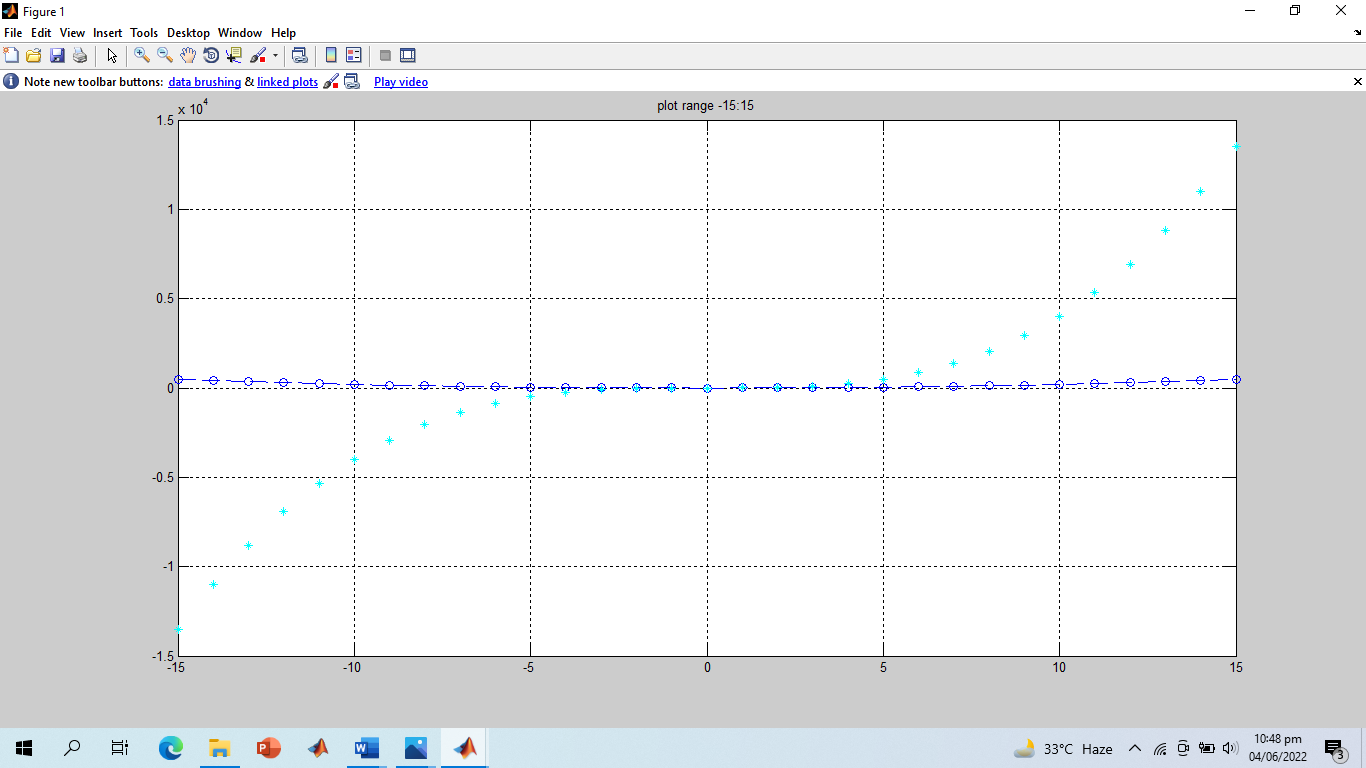 Figure 1
File Edit View Insert Tools Desktop Window Help
Note new toolbar buttons: data brushing & linked plots Play video
plot range -15:15
x 10^4
1.5
1
0.5
0
-0.5
-1
-1.5
-15 -10 -5 0 5 10 15
33°C Haze
10:48 pm
04/06/2022
3